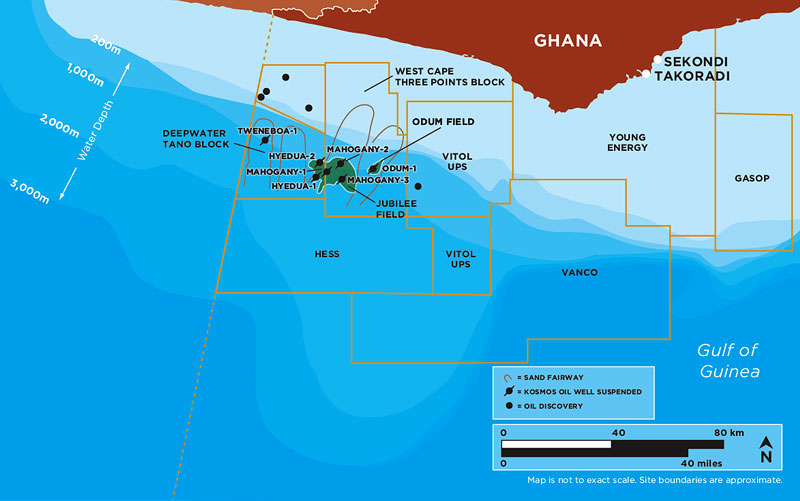 GHANA
SEKONDI
TAKORADI
200m
1,000m
2,000m
3,000m
Water Depth
WEST CAPE
THREE POINTS BLOCK
ODUM FIELD
DEEPWATER
TANO BLOCK
TWENEBOA-1
HYEDUA-2
MAHOGANY-2
MAHOGANY-1
ODUM-1
HYEDUA-1
MAHOGANY-3
JUBILEE
FIELD
VITOL
UPS
YOUNG
ENERGY
GASOP
HESS
VITOL
UPS
VANCO
Gulf of
Guinea
= SAND FAIRWAY
= KOSMOS OIL WELL SUSPENDED
= OIL DISCOVERY
0 40 80 km
0 40 miles
N
Map is not to exact scale. Site boundaries are approximate.